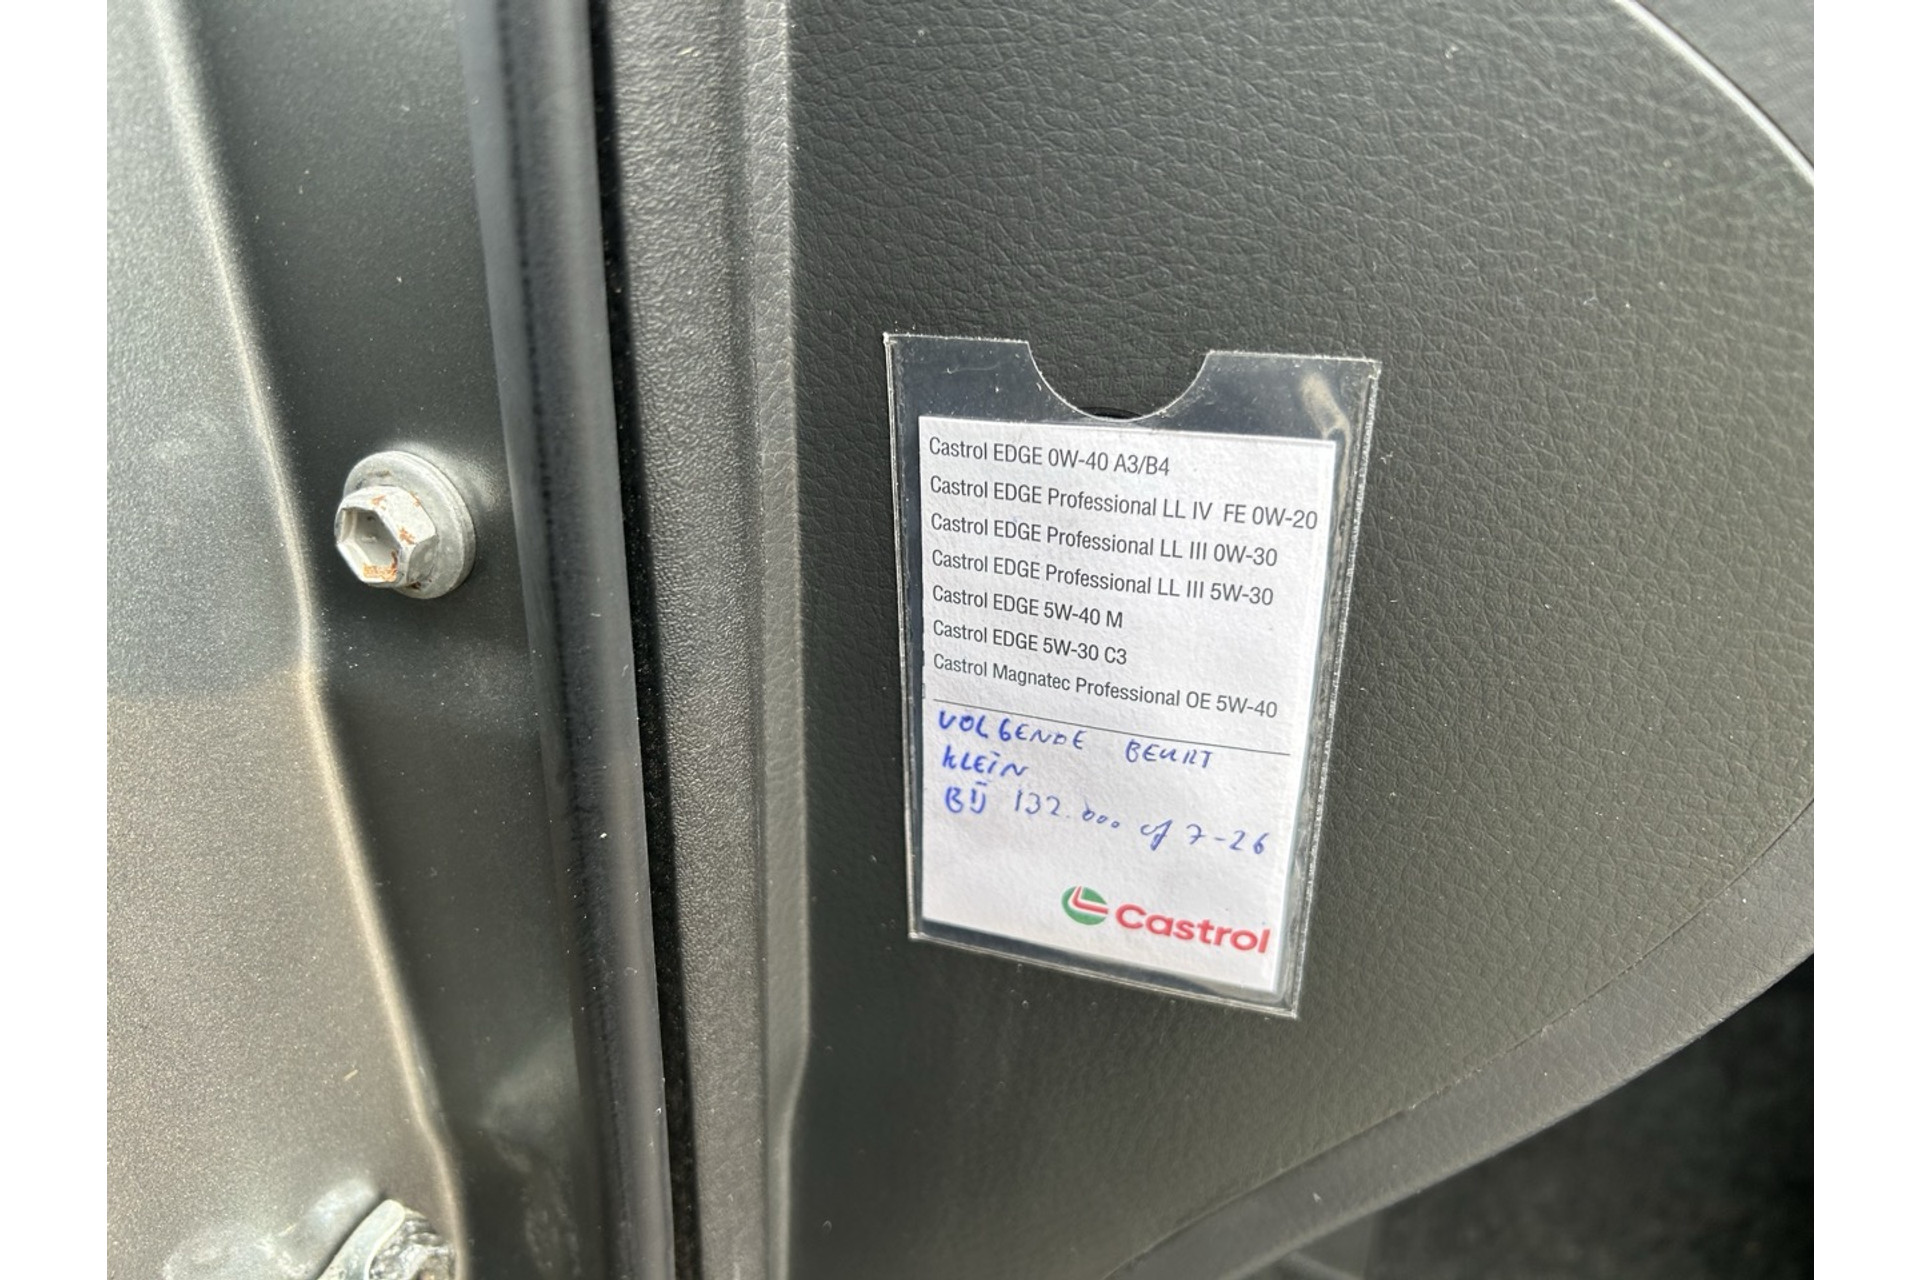 Castrol EDGE 0W-40 A3/B4
Castrol EDGE Professional LL IV FE 0W-20
Castrol EDGE Professional LL III 0W-30
Castrol EDGE Professional LL III 5W-30
Castrol EDGE 5W-40 M
Castrol EDGE 5W-30 C3
Castrol Magnatec Professional OE 5W-40
VOLGENDE BEURT
KLEIN
BIJ 132.000 of 7-26
Castrol